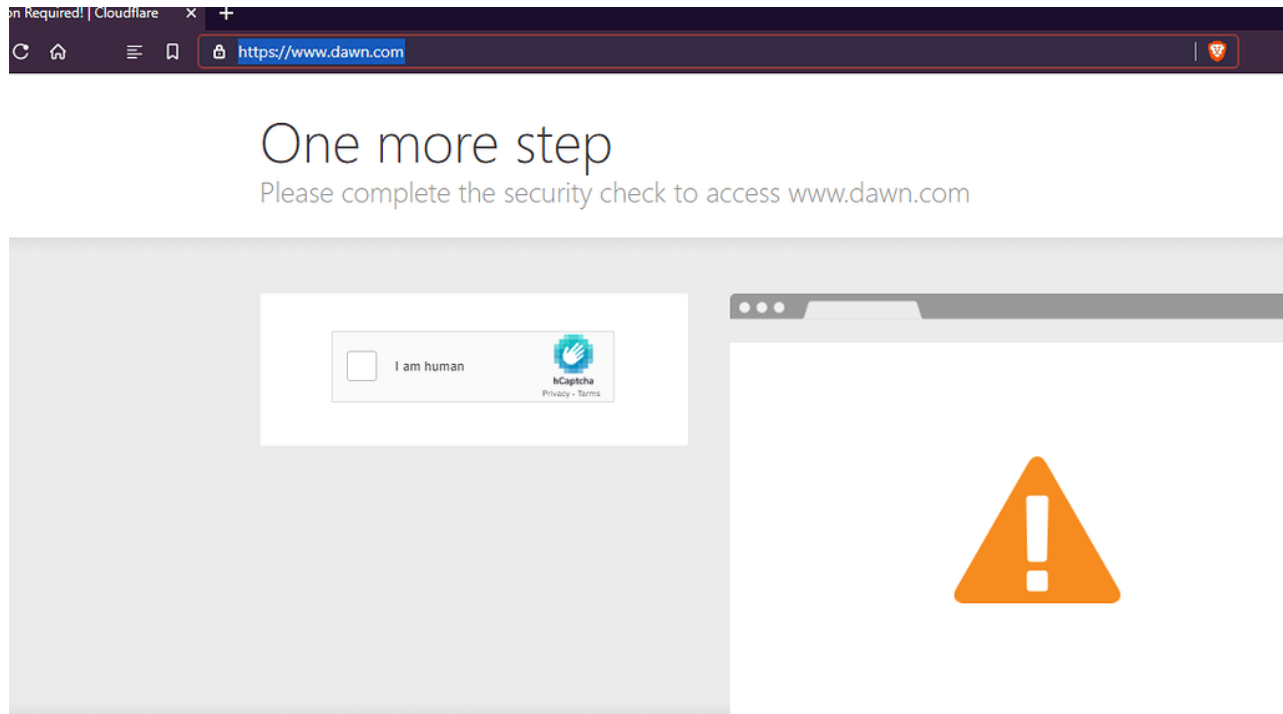 on Required! | Cloudflare
https://www.dawn.com
One more step
Please complete the security check to access www.dawn.com
I am human
hCaptcha
Privacy - Terms